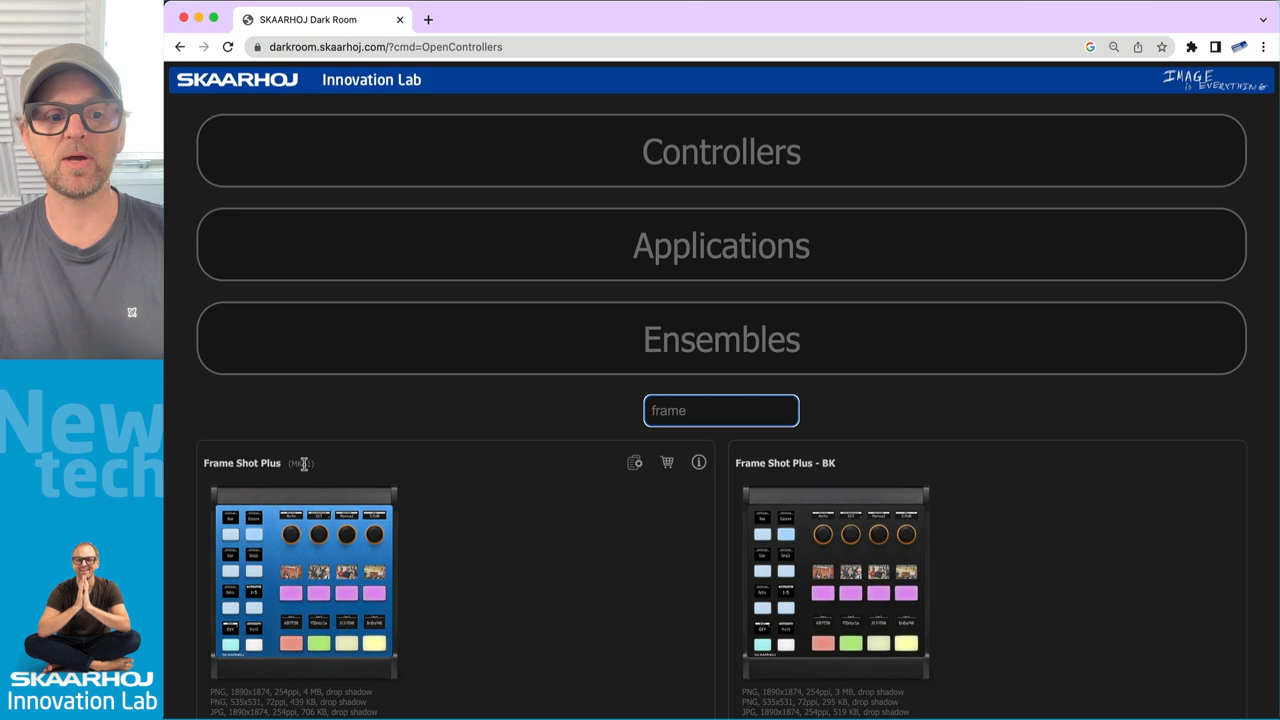 SKAARHOJ Dark Room
darkroom.skaarhoj.com/?cmd=OpenControllers
SKAARHOJ Innovation Lab
IMAGE
IS EVERYTHING
Controllers
Applications
Ensembles
frame
Frame Shot Plus
Frame Shot Plus - BK
PNG, 1890x1874, 254ppi, 4 MB, drop shadow
PNG, 535x531, 72ppi, 439 KB, drop shadow
JPG, 1890x1874, 254ppi, 706 KB, drop shadow
PNG, 1890x1874, 254ppi, 3 MB, drop shadow
PNG, 535x531, 72ppi, 295 KB, drop shadow
JPG, 1890x1874, 254ppi, 519 KB, drop shadow
New
tech
SKAARHOJ
Innovation Lab